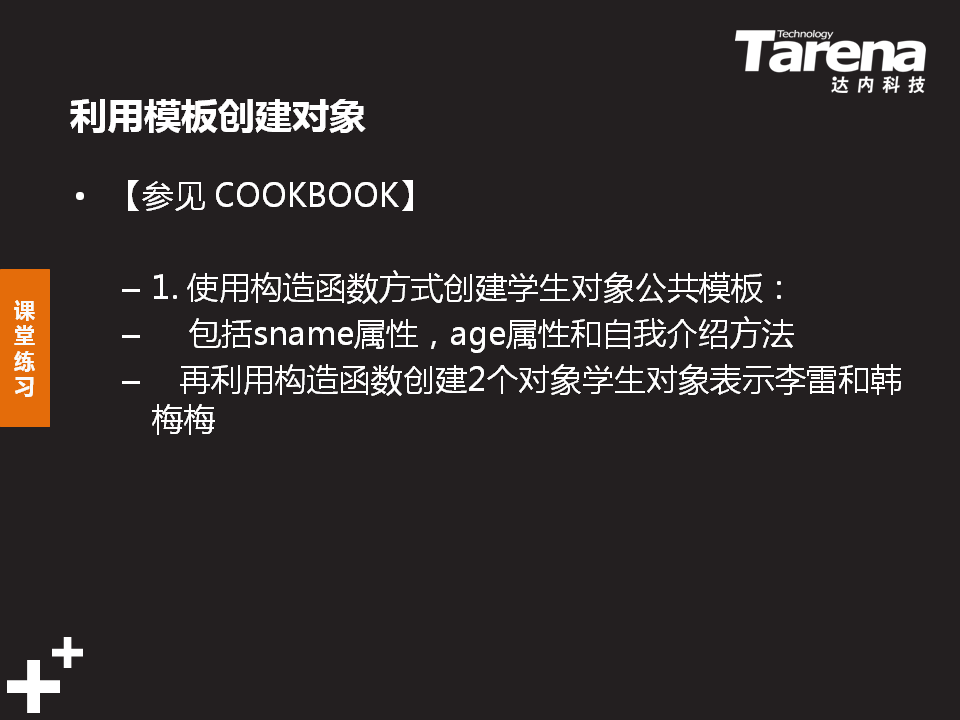 Technology
Tarena
达内科技
利用模板创建对象
• 【参见 COOKBOOK】
– 1. 使用构造函数方式创建学生对象公共模板：
– 包括sname属性，age属性和自我介绍方法
– 再利用构造函数创建2个对象学生对象表示李雷和韩
梅梅
课
堂
练
习